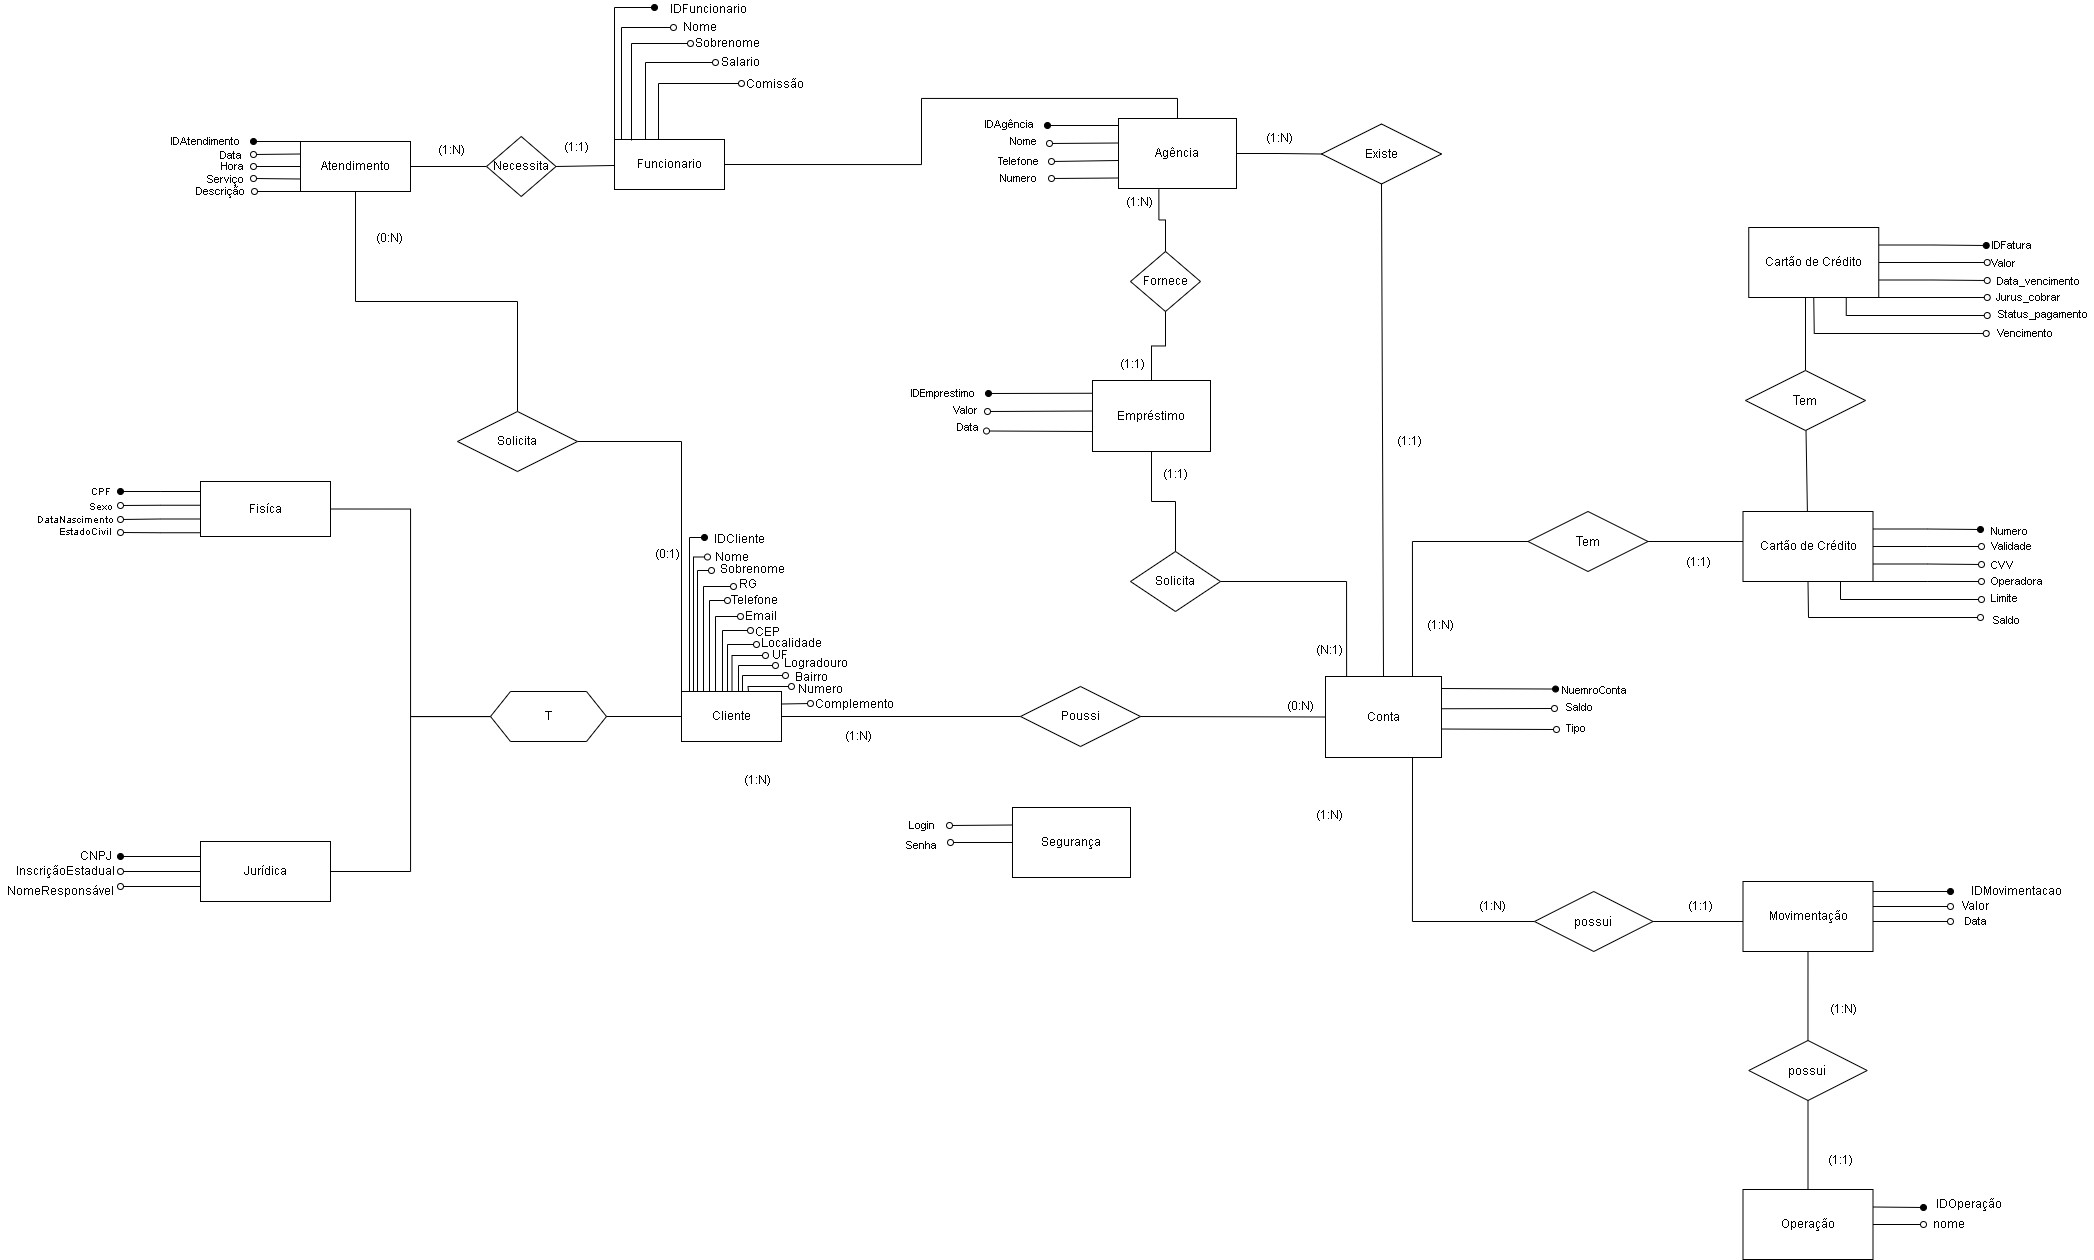 IDFuncionario
Nome
Sobrenome
Salario
Comissão
IDAtendimento
Data
Hora
Serviço
Descrição
Atendimento
(1:N)
Necessita
(1:1)
Funcionario
IDAgência
Nome
Telefone
Numero
Agência
(1:N)
Existe
(0:N)
(1:N)
Fornece
(1:1)
IDEmprestimo
Valor
Data
Empréstimo
(1:1)
Solicita
(N:1)
(1:1)
Cartão de Crédito
IDFatura
Valor
Data_vencimento
Jurus_cobrar
Status_pagamento
Vencimento
Tem
Solicita
(0:1)
CPF
Sexo
DataNascimento
EstadoCivil
Fisíca
Tem
(1:1)
(1:N)
Cartão de Crédito
Numero
Validade
CVV
Operadora
Limite
Saldo
IDCliente
Nome
Sobrenome
RG
Telefone
Email
CEP
Localidade
UF
Logradouro
Bairro
Numero
Complemento
T
Cliente
(1:N)
Poussi
(0:N)
Conta
NuemroConta
Saldo
Tipo
(1:N)
(1:N)
Login
Senha
Segurança
CNPJ
InscriçãoEstadual
NomeResponsável
Jurídica
(1:N)
possui
(1:1)
Movimentação
IDMovimentacao
Valor
Data
(1:N)
possui
(1:1)
Operação
IDOperação
nome